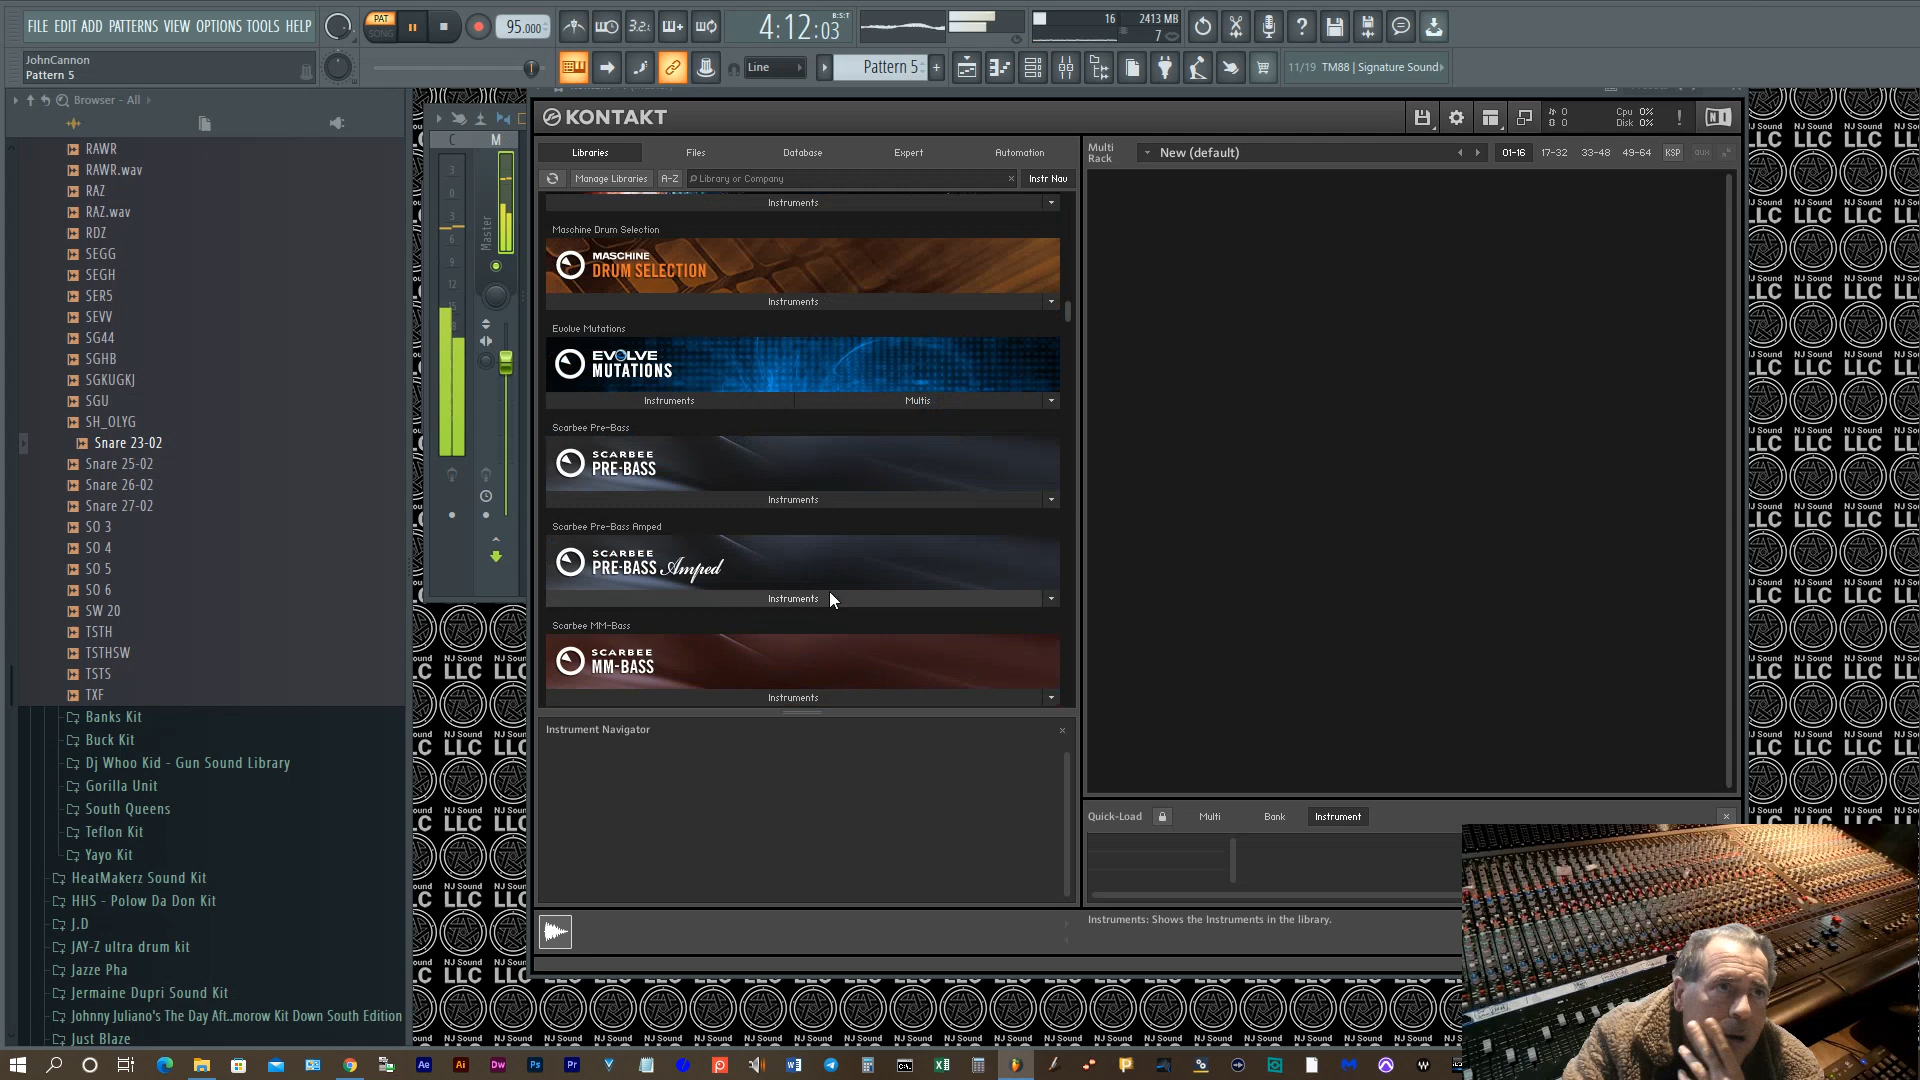 FILE EDIT ADD PATTERNS VIEW OPTIONS TOOLS HELP
PAT
SONG
95.000
3.2.
4:12:03
B:S:T
16
2413 MB
7
JohnCannon
Pattern 5
Line
Pattern 5
11/19 TM88 | Signature Sound
Browser - All
RAWR
RAWR.wav
RAZ
RAZ.wav
RDZ
SEGG
SEGH
SER5
SEVV
SG44
SGHB
SGKUGKJ
SGU
SH_OLYG
Snare 23-02
Snare 25-02
Snare 26-02
Snare 27-02
SO 3
SO 4
SO 5
SO 6
SW 20
TSTH
TSTHSW
TSTS
TXF
Banks Kit
Buck Kit
Dj Whoo Kid - Gun Sound Library
Gorilla Unit
South Queens
Teflon Kit
Yayo Kit
HeatMakerz Sound Kit
HHS - Polow Da Don Kit
J.D
JAY-Z ultra drum kit
Jazze Pha
Jermaine Dupri Sound Kit
Johnny Juliano's The Day Aft..morow Kit Down South Edition
Just Blaze
C
M
Master
KONTAKT
Cpu 0%
Disk 0%
Libraries
Files
Database
Expert
Automation
Manage Libraries
A-Z
Library or Company
Instr Nav
Instruments
Maschine Drum Selection
MASCHINE
DRUM SELECTION
Instruments
Evolve Mutations
EVOLVE
MUTATIONS
Instruments
Multis
Scarbee Pre-Bass
SCARBEE
PRE-BASS
Instruments
Scarbee Pre-Bass Amped
SCARBEE
PRE-BASS Amped
Instruments
Scarbee MM-Bass
SCARBEE
MM-BASS
Instruments
Instrument Navigator
Multi
Rack
New (default)
01-16
17-32
33-48
49-64
KSP
aux
Quick-Load
Multi
Bank
Instrument
Instruments: Shows the Instruments in the library.
NJ Sound
LLC